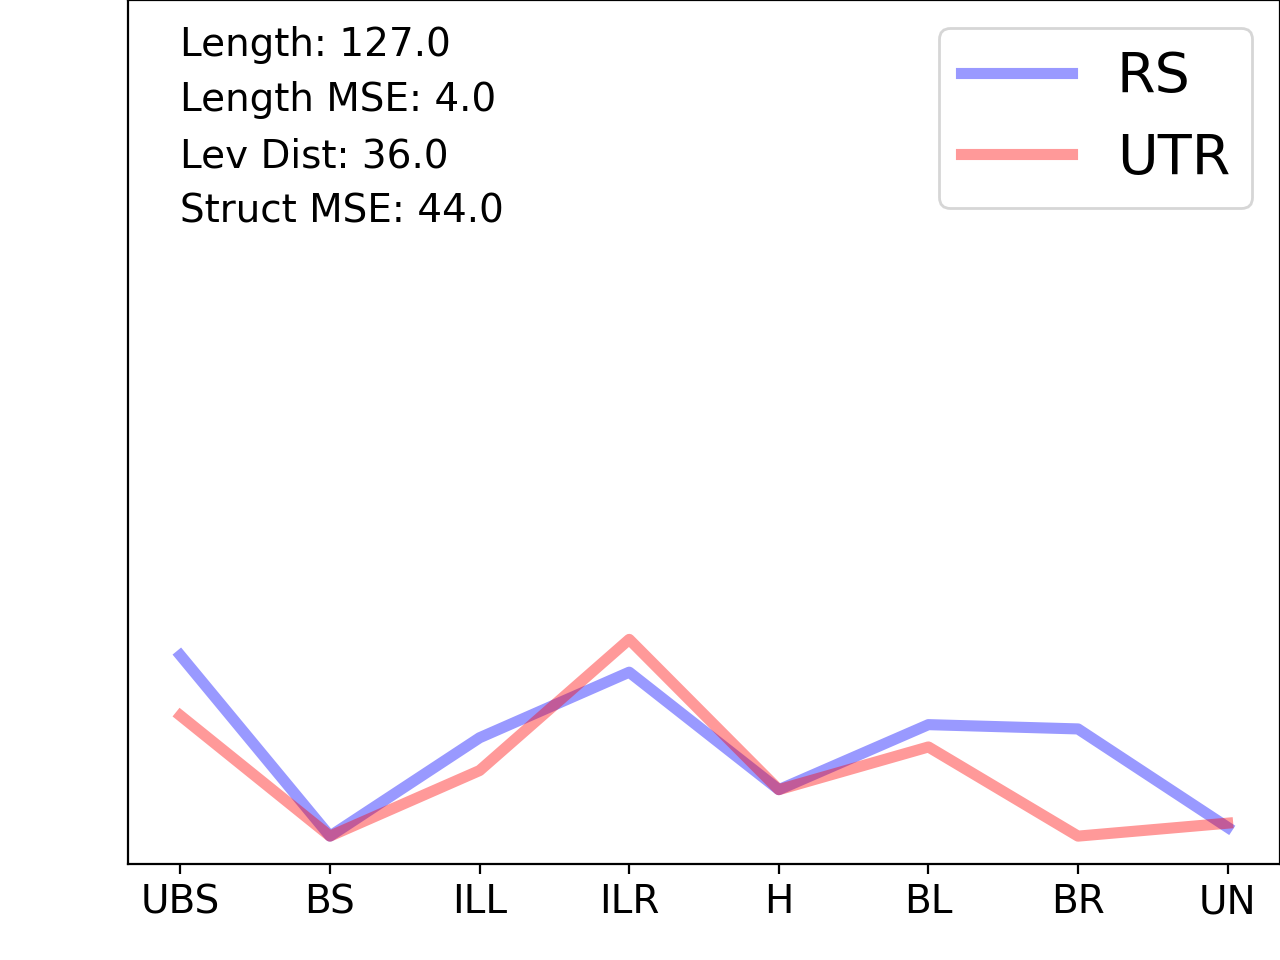 Length: 127.0
Length MSE: 4.0
Lev Dist: 36.0
Struct MSE: 44.0
RS
UTR
UBS BS ILL ILR H BL BR UN